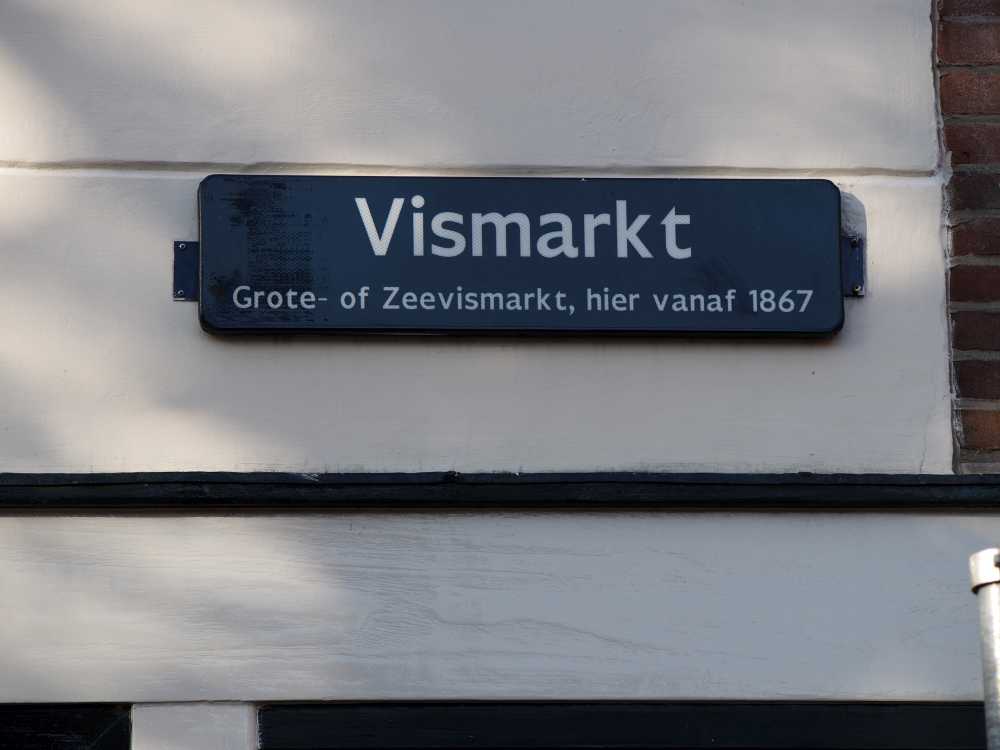 Vismarkt
Grote- of Zeevismarkt, hier vanaf 1867